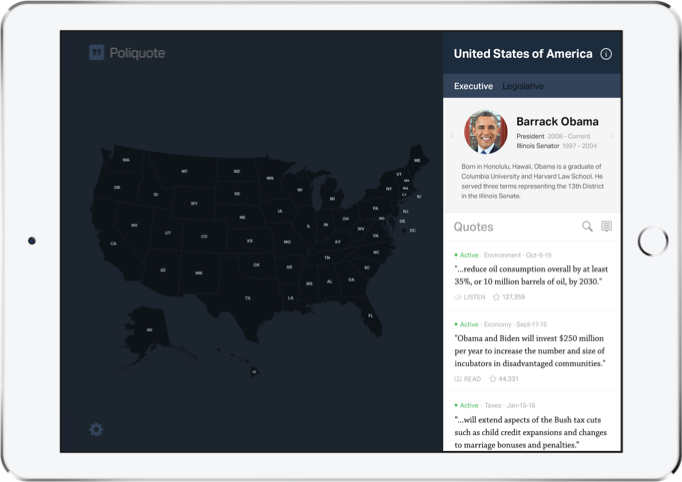 Poliquote
WA
MT
ND
MN
ME
VT
NH
OR
ID
SD
WI
NY
MA
CT
RI
WY
MI
IA
PA
NJ
NE
OH
MD
DE
NV
UT
CO
IL
IN
WV
DC
VA
CA
KS
MO
KY
NC
TN
AZ
NM
OK
AR
SC
MS
AL
GA
TX
LA
FL
AK
HI
United States of America
Executive Legislative
Barrack Obama
President 2008 - Current
Illinois Senator 1997 - 2004
Born in Honolulu, Hawaii, Obama is a graduate of
Columbia University and Harvard Law School. He
served three terms representing the 13th District
in the Illinois Senate.
Quotes
Active · Environment · Oct-6-15
"...reduce oil consumption overall by at least
35%, or 10 million barrels of oil, by 2030."
LISTEN 127,359
Active · Economy · Sept-17-15
"Obama and Biden will invest $250 million
per year to increase the number and size of
incubators in disadvantaged communities."
READ 44,331
Active · Taxes · Jan-15-16
"...will extend aspects of the Bush tax cuts
such as child credit expansions and changes
to marriage bonuses and penalties."